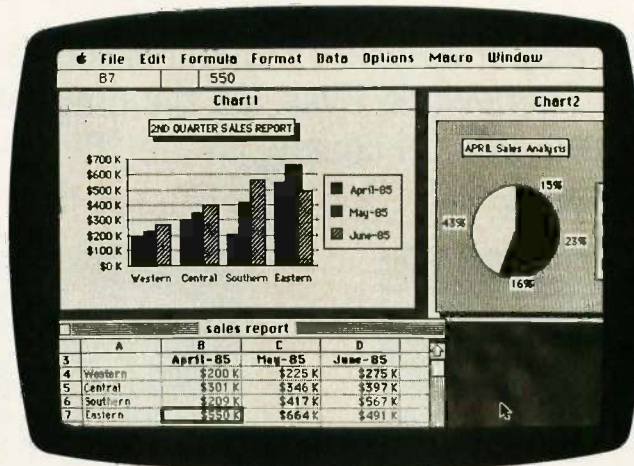 File Edit Formula Format Data Options Macro Window
B7 550
Chart1
2ND QUARTER SALES REPORT
$700 K
$600 K
$500 K
$400 K
$300 K
$200 K
$100 K
$0 K
Western Central Southern Eastern
April-85
May-85
June-85
Chart2
APRIL Sales Analysis
15%
43%
23%
16%
sales report
A B C D
3 April-85 May-85 June-85
4 Western $200 K $225 K $275 K
5 Central $301 K $346 K $397 K
6 Southern $209 K $417 K $567 K
7 Eastern $550 K $664 K $491 K